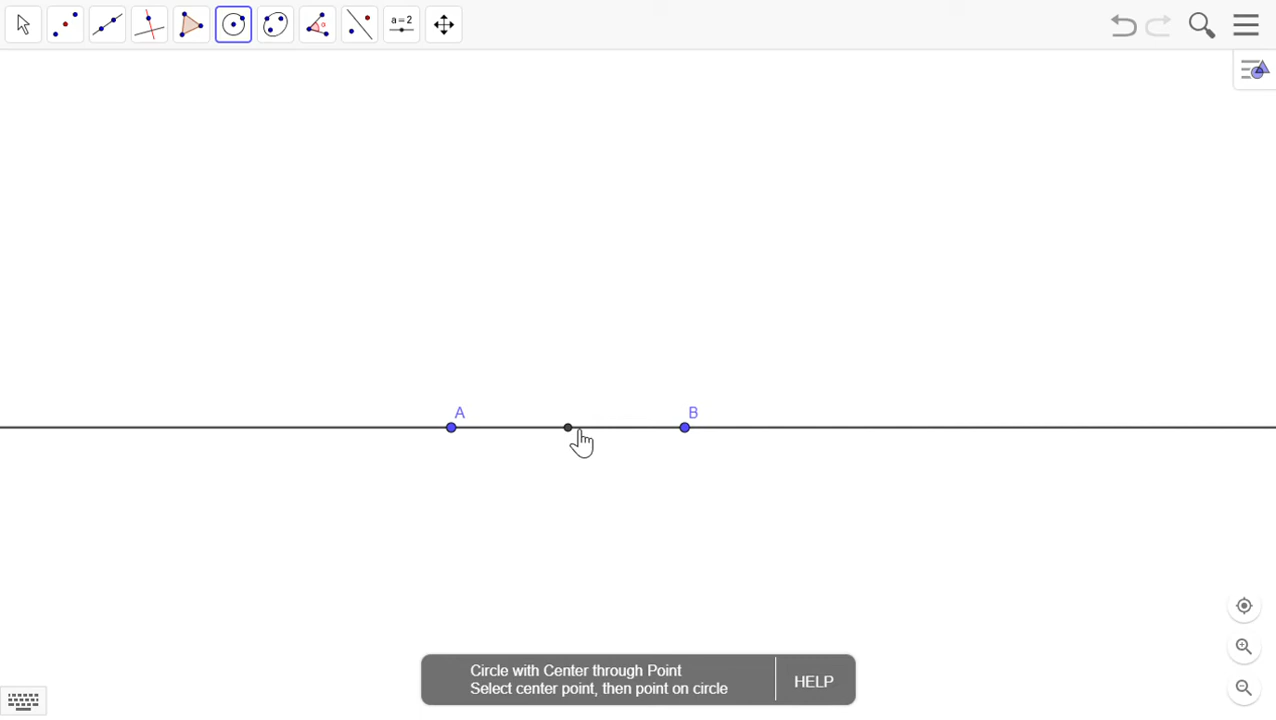 a = 2
A
B
Circle with Center through Point
Select center point, then point on circle
HELP